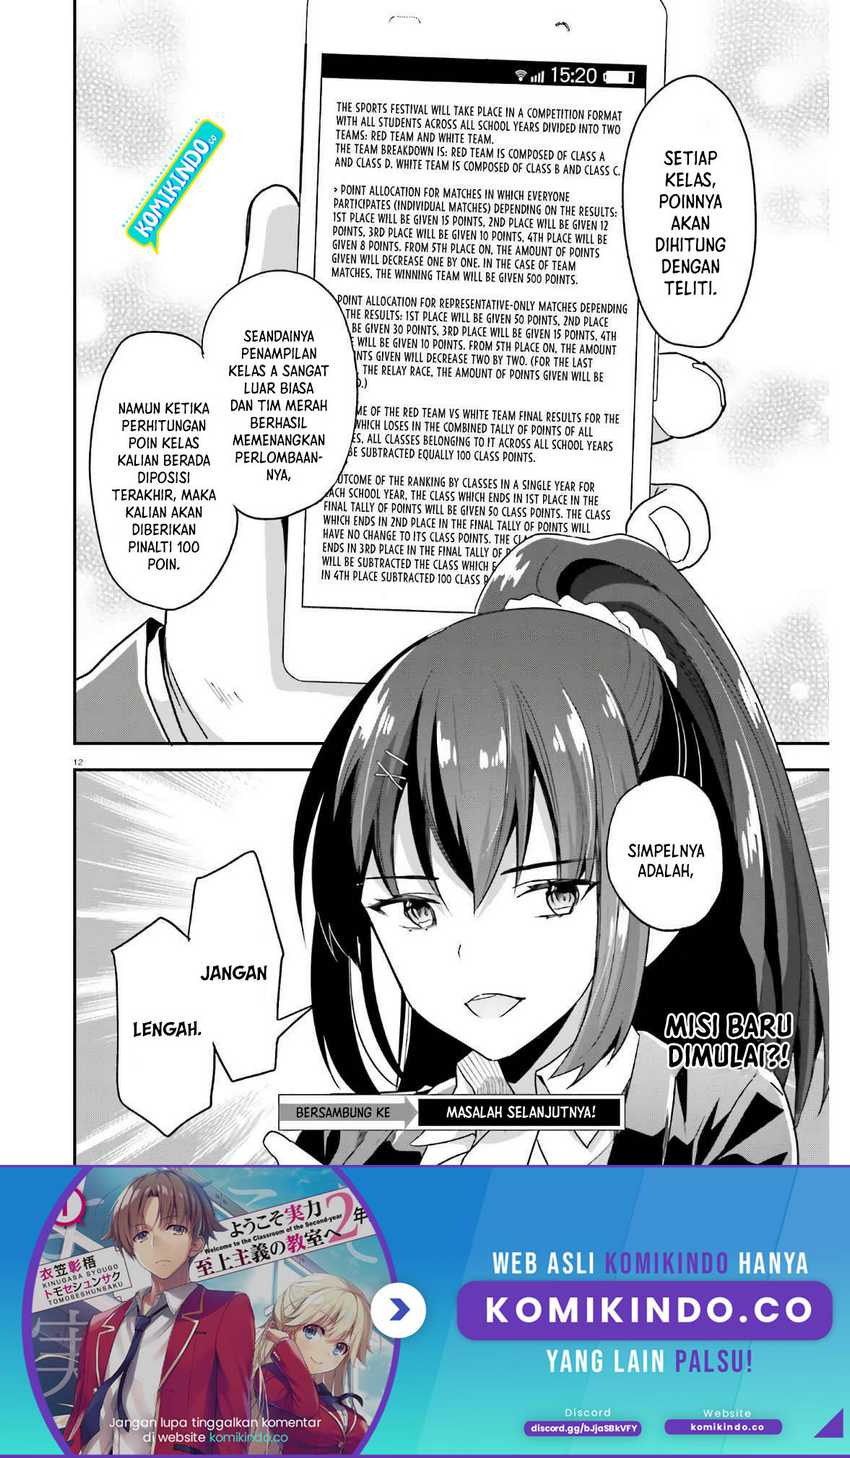 15:20
THE SPORTS FESTIVAL WILL TAKE PLACE IN A COMPETITION FORMAT
WITH ALL STUDENTS ACROSS ALL SCHOOL YEARS DIVIDED INTO TWO
TEAMS: RED TEAM AND WHITE TEAM.
THE TEAM BREAKDOWN IS: RED TEAM IS COMPOSED OF CLASS A
AND CLASS D. WHITE TEAM IS COMPOSED OF CLASS B AND CLASS C.
> POINT ALLOCATION FOR MATCHES IN WHICH EVERYONE
PARTICIPATES (INDIVIDUAL MATCHES) DEPENDING ON THE RESULTS:
1ST PLACE WILL BE GIVEN 15 POINTS, 2ND PLACE WILL BE GIVEN 12
POINTS, 3RD PLACE WILL BE GIVEN 10 POINTS, 4TH PLACE WILL BE
GIVEN 8 POINTS. FROM 5TH PLACE ON, THE AMOUNT OF POINTS
GIVEN WILL DECREASE ONE BY ONE. IN THE CASE OF TEAM
MATCHES, THE WINNING TEAM WILL BE GIVEN 500 POINTS.
POINT ALLOCATION FOR REPRESENTATIVE-ONLY MATCHES DEPENDING
THE RESULTS: 1ST PLACE WILL BE GIVEN 50 POINTS, 2ND PLACE
BE GIVEN 30 POINTS, 3RD PLACE WILL BE GIVEN 15 POINTS, 4TH
WILL BE GIVEN 10 POINTS. FROM 5TH PLACE ON, THE AMOUNT
GIVEN WILL DECREASE TWO BY TWO. (FOR THE LAST
THE RELAY RACE, THE AMOUNT OF POINTS GIVEN WILL BE
OF THE RED TEAM VS WHITE TEAM FINAL RESULTS FOR THE
WHICH LOSES IN THE COMBINED TALLY OF POINTS OF ALL
ALL CLASSES BELONGING TO IT ACROSS ALL SCHOOL YEARS
BE SUBTRACTED EQUALLY 100 CLASS POINTS.
OUTCOME OF THE RANKING BY CLASSES IN A SINGLE YEAR FOR
EACH SCHOOL YEAR, THE CLASS WHICH ENDS IN 1ST PLACE IN THE
FINAL TALLY OF POINTS WILL BE GIVEN 50 CLASS POINTS. THE CLASS
WHICH ENDS IN 2ND PLACE IN THE FINAL TALLY OF POINTS WILL
HAVE NO CHANGE TO ITS CLASS POINTS. THE
ENDS IN 3RD PLACE IN THE FINAL TALLY OF
WILL BE SUBTRACTED THE CLASS WHICH
IN 4TH PLACE SUBTRACTED 100 CLASS
KOMIKINDO.CO
SETIAP
KELAS,
POINNYA
AKAN
DIHITUNG
DENGAN
TELITI.
SEANDAINYA
PENAMPILAN
KELAS A SANGAT
LUAR BIASA
DAN TIM MERAH
BERHASIL
MEMENANGKAN
PERLOMBAAN-
NYA,
NAMUN KETIKA
PERHITUNGAN
POIN KELAS
KALIAN BERADA
DIPOSISI
TERAKHIR, MAKA
KALIAN AKAN
DIBERIKAN
PINALTI 100
POIN.
12
SIMPELNYA
ADALAH,
JANGAN
LENGAH.
MISI BARU
DIMULAI?!
BERSAMBUNG KE
MASALAH SELANJUTNYA!
ようこそ実力
Welcome to the Classroom of the Second-year
至上主義の教室へ
2年
衣笠彰梧
KINUGASA SYOUGO
トモセシュンサク
TOMOSESHUNSAKU
Jangan lupa tinggalkan komentar
di website komikindo.co
WEB ASLI KOMIKINDO HANYA
KOMIKINDO.CO
YANG LAIN PALSU!
Discord
discord.gg/bJjaSBkVFY
Website
komikindo.co